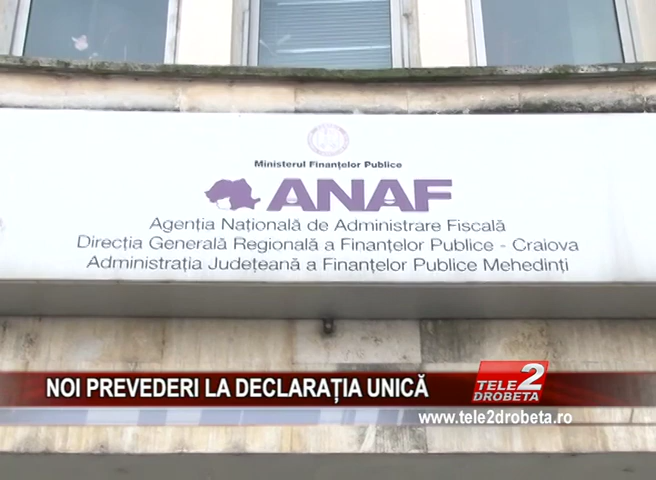 Ministerul Finanțelor Publice
ANAF
Agenția Națională de Administrare Fiscală
Direcția Generală Regională a Finanțelor Publice - Craiova
Administrația Județeană a Finanțelor Publice Mehedinți
NOI PREVEDERI LA DECLARAȚIA UNICĂ
TELE 2
DROBETA
www.tele2drobeta.ro